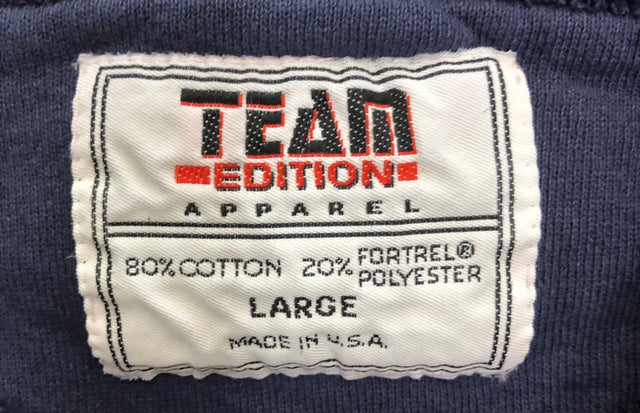 TEAM
EDITION
APPAREL
80% COTTON 20% FORTREL®
POLYESTER
LARGE
MADE IN U.S.A.